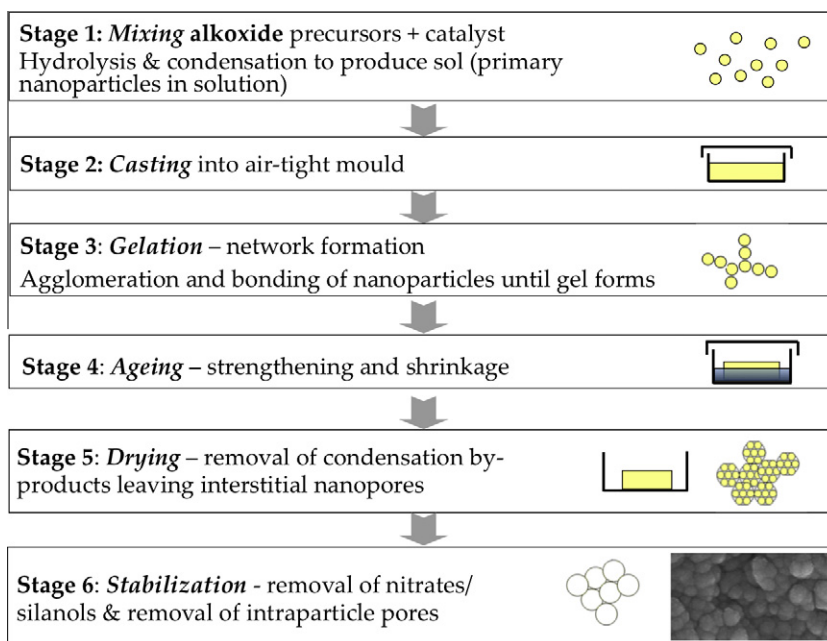 Stage 1: Mixing alkoxide precursors + catalyst
Hydrolysis & condensation to produce sol (primary
nanoparticles in solution)
Stage 2: Casting into air-tight mould
Stage 3: Gelation – network formation
Agglomeration and bonding of nanoparticles until gel forms
Stage 4: Ageing – strengthening and shrinkage
Stage 5: Drying – removal of condensation by-
products leaving interstitial nanopores
Stage 6: Stabilization - removal of nitrates/
silanols & removal of intraparticle pores